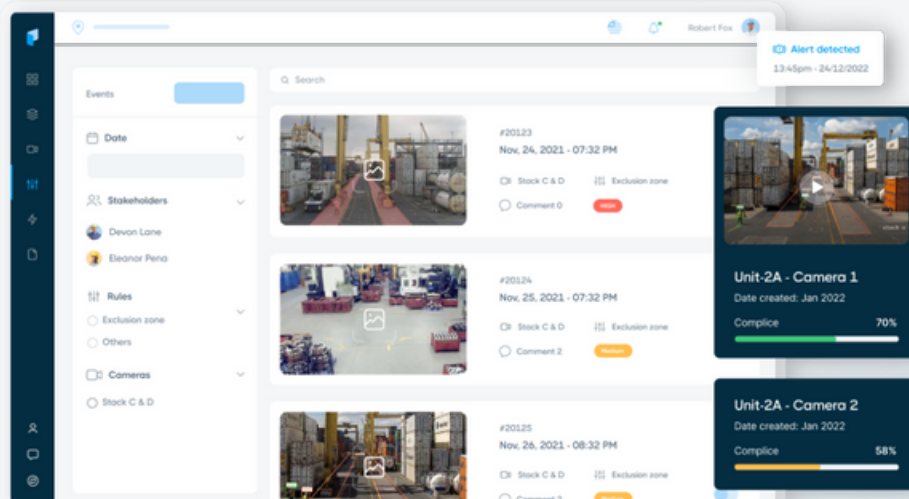 Robert Fox
Alert detected
13:45pm - 24/12/2022
Events
Search
Date
Stakeholders
Devon Lane
Eleanor Pena
Rules
Exclusion zone
Others
Cameras
Stack C & D
#20123
Nov, 24, 2021 - 07:32 PM
Stack C & D
Exclusion zone
Comment 0
HIGH
#20124
Nov, 25, 2021 - 07:32 PM
Stack C & D
Exclusion zone
Comment 2
Medium
#20125
Nov, 26, 2021 - 08:32 PM
Stack C & D
Exclusion zone
Comment 2
Unit-2A - Camera 1
Date created: Jan 2022
Complice
70%
Unit-2A - Camera 2
Date created: Jan 2022
Complice
58%